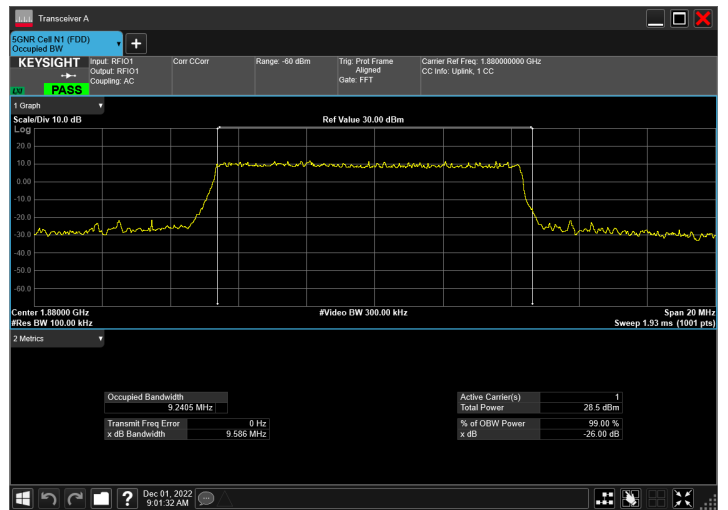 Transceiver A
5GNR Cell N1 (FDD)
Occupied BW
KEYSIGHT
LXI
PASS
Input: RFIO1
Output: RFIO1
Coupling: AC
Corr CCorr
Range: -60 dBm
Trig: Prot Frame
Aligned
Gate: FFT
Carrier Ref Freq: 1.880000000 GHz
CC Info: Uplink, 1 CC
1 Graph
Scale/Div 10.0 dB
Ref Value 30.00 dBm
Log
20.0
10.0
0.00
-10.0
-20.0
-30.0
-40.0
-50.0
-60.0
Center 1.88000 GHz
#Video BW 300.00 kHz
Span 20 MHz
#Res BW 100.00 kHz
Sweep 1.93 ms (1001 pts)
2 Metrics
Occupied Bandwidth
9.2405 MHz
Active Carrier(s) 1
Total Power 28.5 dBm
Transmit Freq Error 0 Hz
x dB Bandwidth 9.586 MHz
% of OBW Power 99.00 %
x dB -26.00 dB
Dec 01, 2022
9:01:32 AM